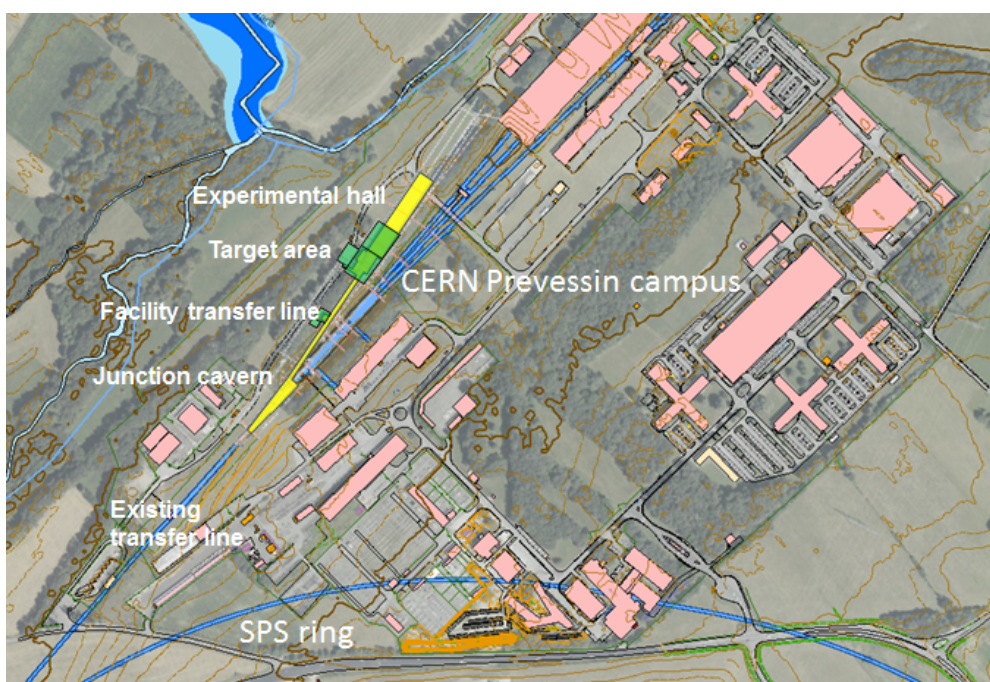 Experimental hall
Target area
CERN Prevessin campus
Facility transfer line
Junction cavern
Existing
transfer line
SPS ring